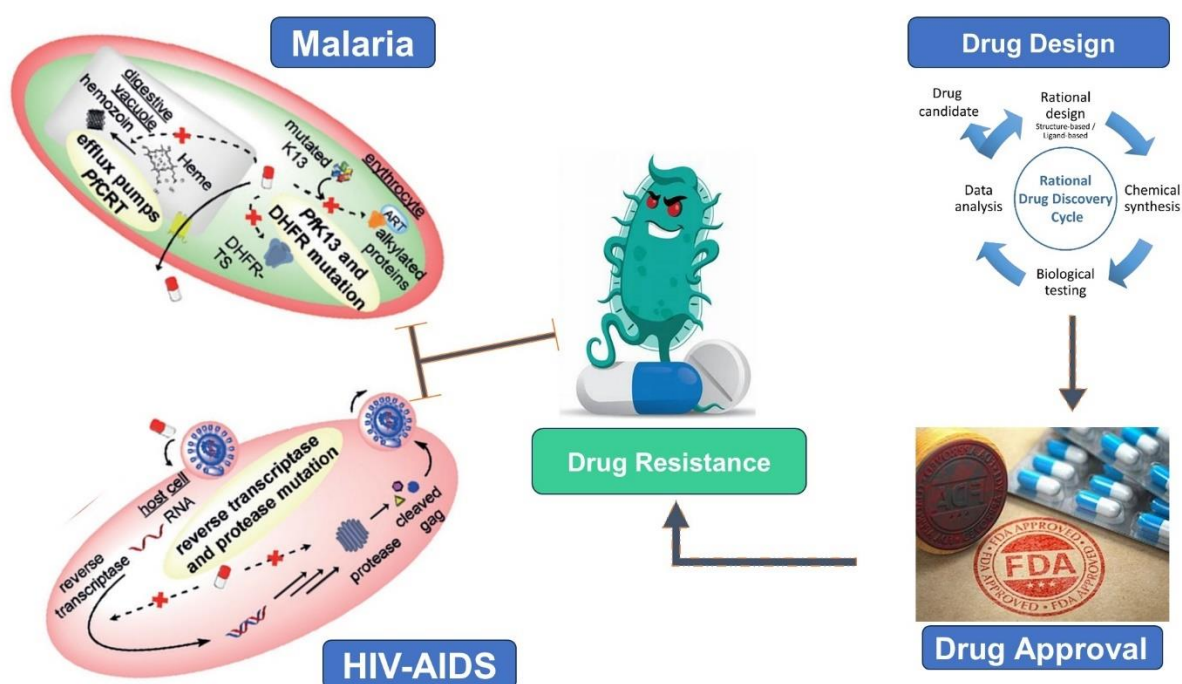 Malaria
digestive
vacuole
hemozoin
Heme
efflux pumps
PfCRT
mutated
K13
erythrocyte
ART
alkylated
proteins
PfK13 and
DHFR mutation
DHFR-
TS
host cell
RNA
reverse transcriptase
and protease mutation
reverse
transcriptase
protease
cleaved
gag
HIV-AIDS
Drug Resistance
Drug Design
Drug
candidate
Rational
design
Structure-based /
Ligand-based
Rational
Drug Discovery
Cycle
Data
analysis
Chemical
synthesis
Biological
testing
FDA APPROVED • FDA APPROVED •
FDA
Drug Approval